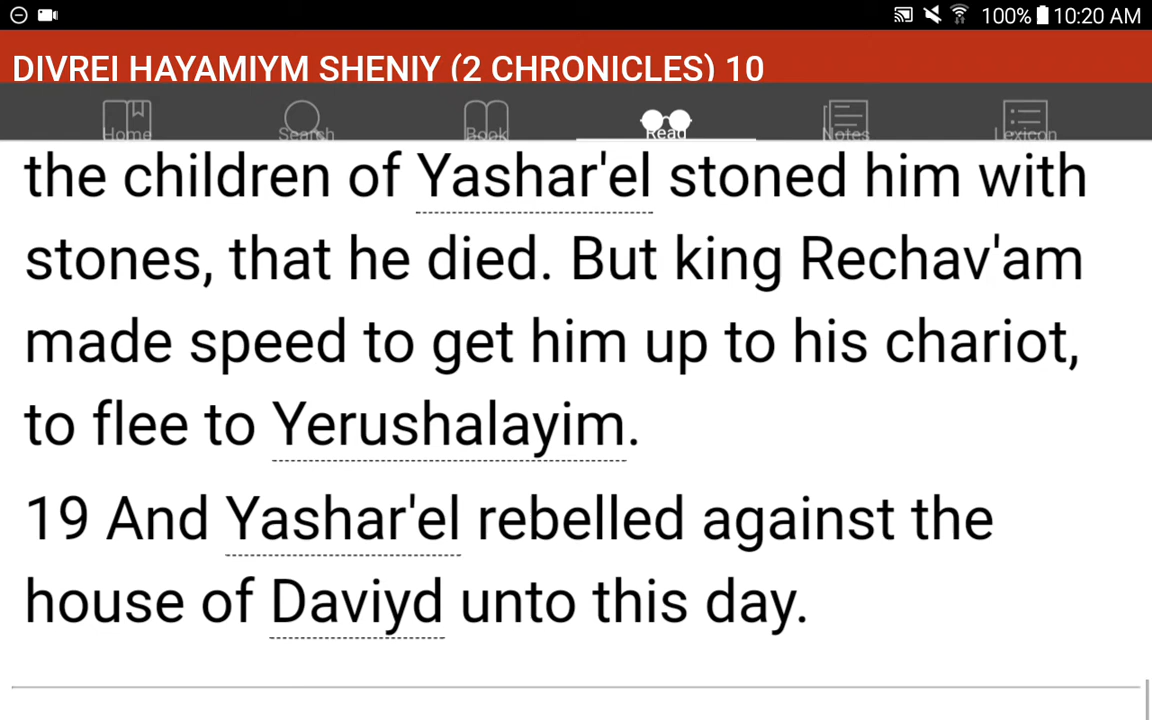 100% 10:20 AM
DIVREI HAYAMIYM SHENIY (2 CHRONICLES) 10
Home Search Book Read Notes Lexicon
the children of Yashar'el stoned him with
stones, that he died. But king Rechav'am
made speed to get him up to his chariot,
to flee to Yerushalayim.
19 And Yashar'el rebelled against the
house of Daviyd unto this day.